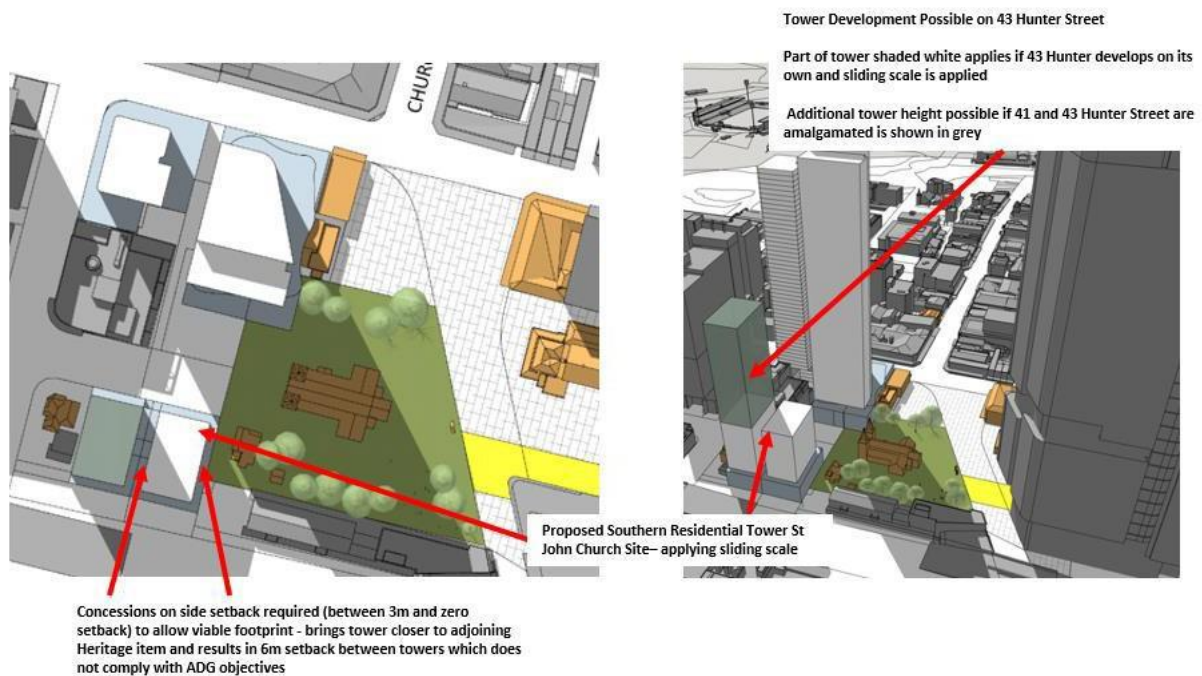 Tower Development Possible on 43 Hunter Street
Part of tower shaded white applies if 43 Hunter develops on its
own and sliding scale is applied
Additional tower height possible if 41 and 43 Hunter Street are
amalgamated is shown in grey
Proposed Southern Residential Tower St
John Church Site– applying sliding scale
Concessions on side setback required (between 3m and zero
setback) to allow viable footprint - brings tower closer to adjoining
Heritage item and results in 6m setback between towers which does
not comply with ADG objectives